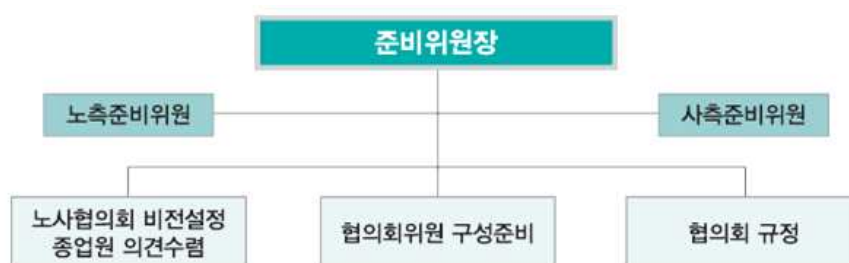 준비위원장
노측준비위원
사측준비위원
노사협의회 비전설정
종업원 의견수렴
협의회위원 구성준비
협의회 규정